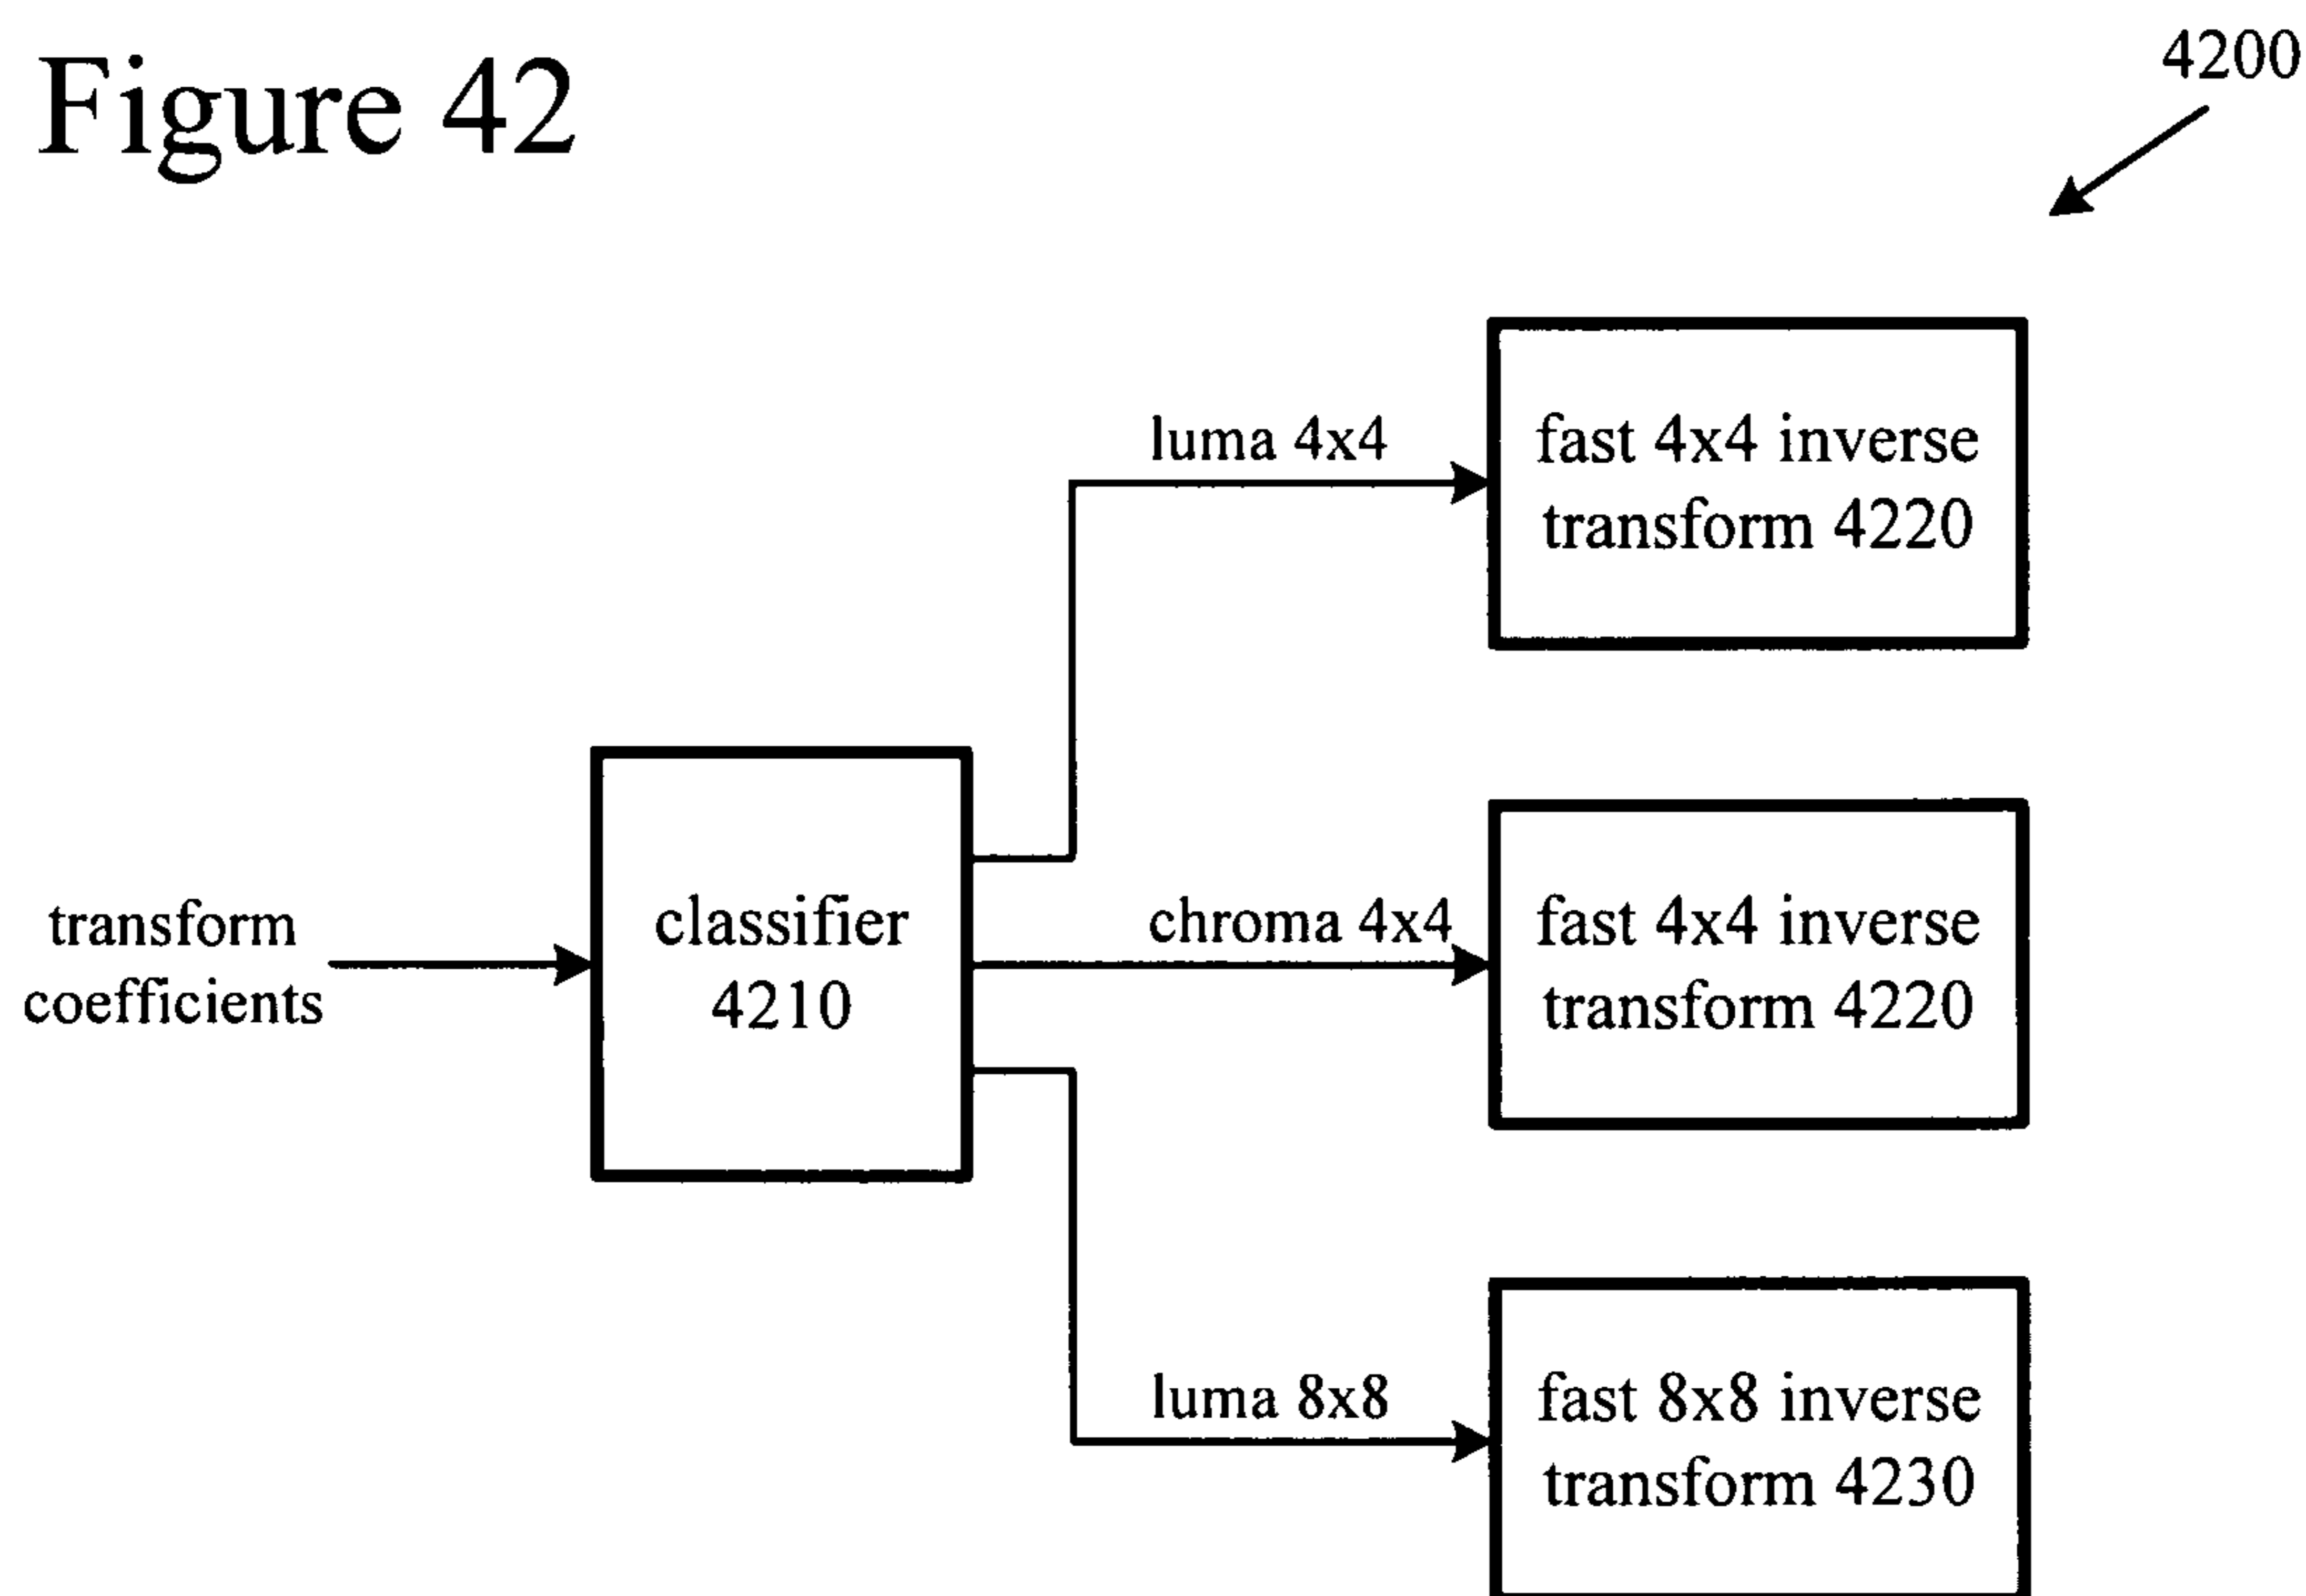 Figure 42
4200
luma 4x4
fast 4x4 inverse
transform 4220
transform
coefficients
classifier
4210
chroma 4x4
fast 4x4 inverse
transform 4220
luma 8x8
fast 8x8 inverse
transform 4230